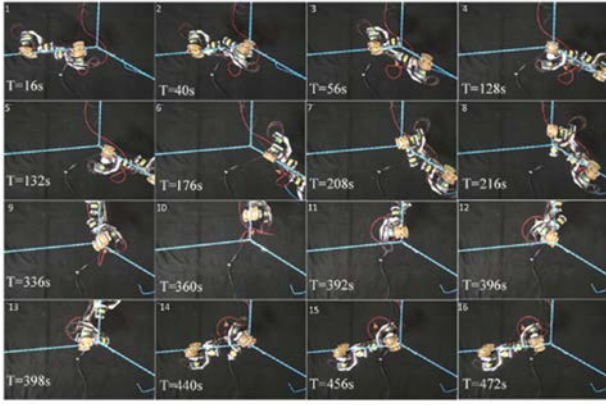 1 2 3 4
T=16s T=40s T=56s T=128s
5 6 7 8
T=132s T=176s T=208s T=216s
9 10 11 12
T=336s T=360s T=392s T=396s
13 14 15 16
T=398s T=440s T=456s T=472s